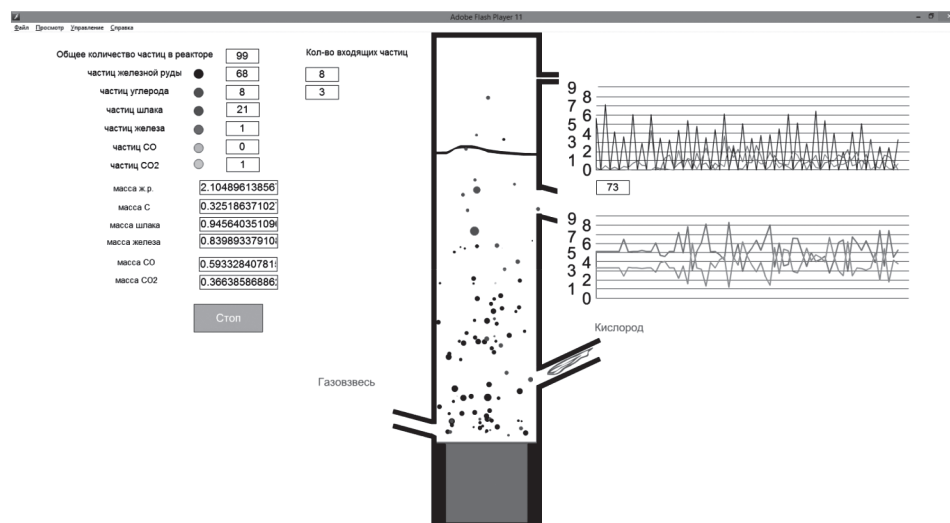 Adobe Flash Player 11
Файл Просмотр Управление Справка
Общее количество частиц в реакторе 99
частиц железной руды 68
частиц углерода 8
частиц шлака 21
частиц железа 1
частиц CO 0
частиц CO2 1
масса ж.р. 2.10489613856
масса C 0.32518637102
масса шлака 0.94564035109
масса железа 0.83989337910
масса CO 0.5933284078
масса CO2 0.3663858688
Стоп
Кол-во входящих частиц
8
3
Газовзвесь
9
8
7
6
5
4
3
2
1
0
73
9
8
7
6
5
4
3
2
1
0
Кислород